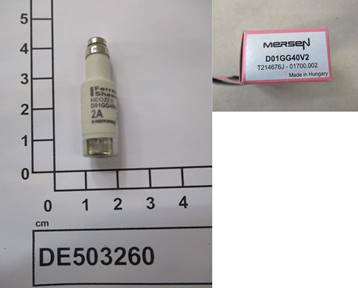 5
4
3
2
1
0
0 1 2 3 4
cm
Ferraz
Shawmut
NEOZED
2A
DE503260
MERSEN
D01GG40V2
T214676J - 01700.002
Made in Hungary